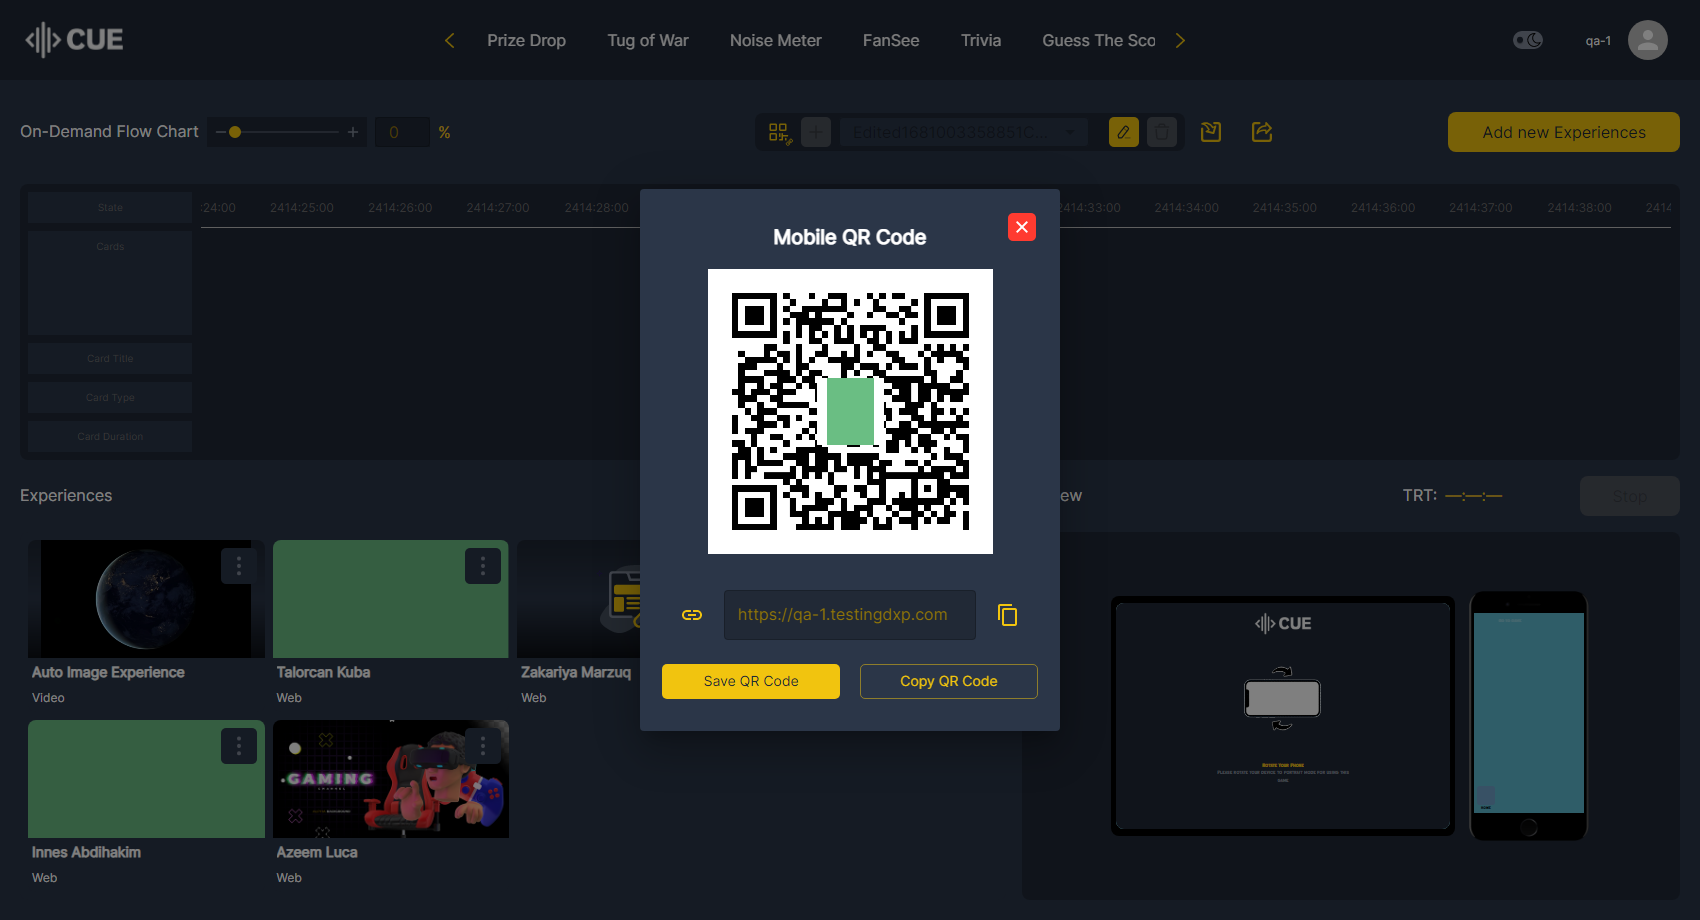 CUE
Prize Drop
Tug of War
Noise Meter
FanSee
Trivia
Guess The Sco
qa-1
On-Demand Flow Chart
0
%
Edited1681003358851C...
Add new Experiences
State
:24:00
2414:25:00
2414:26:00
2414:27:00
2414:28:00
2414:33:00
2414:34:00
2414:35:00
2414:36:00
2414:37:00
2414:38:00
2414
Cards
Card Title
Card Type
Card Duration
Mobile QR Code
https://qa-1.testingdxp.com
Save QR Code
Copy QR Code
Experiences
ew
TRT: —:—:—
Stop
Auto Image Experience
Video
Talorcan Kuba
Web
Zakariya Marzuq
Web
GAMING
Innes Abdihakim
Web
Azeem Luca
Web
CUE
Rotate Your Phone